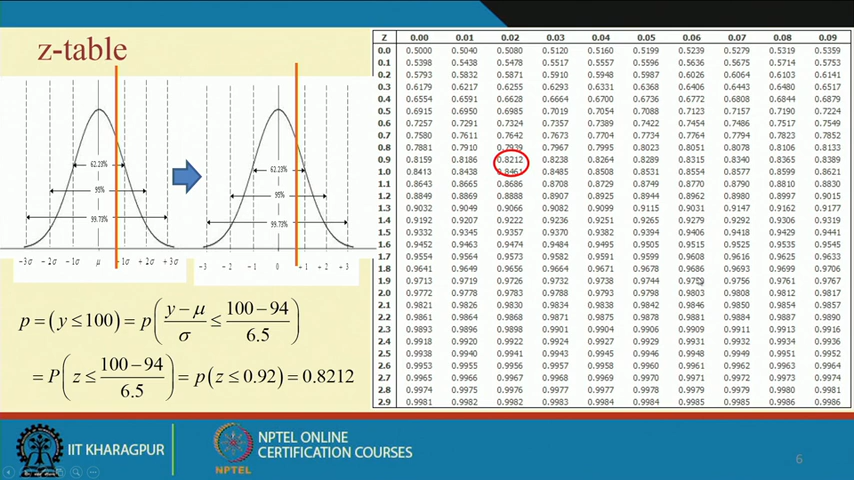 z-table
62.23%
95%
99.73%
-3σ -2σ -1σ μ 1σ +2σ +3σ
62.23%
95%
99.73%
-3 -2 -1 0 +1 +2 +3
p=(y≤100)=p((y−μ)/σ ≤ (100−94)/6.5)
=P(z≤(100−94)/6.5)=p(z≤0.92)=0.8212
Z 0.00 0.01 0.02 0.03 0.04 0.05 0.06 0.07 0.08 0.09
0.0 0.5000 0.5040 0.5080 0.5120 0.5160 0.5199 0.5239 0.5279 0.5319 0.5359
0.1 0.5398 0.5438 0.5478 0.5517 0.5557 0.5596 0.5636 0.5675 0.5714 0.5753
0.2 0.5793 0.5832 0.5871 0.5910 0.5948 0.5987 0.6026 0.6064 0.6103 0.6141
0.3 0.6179 0.6217 0.6255 0.6293 0.6331 0.6368 0.6406 0.6443 0.6480 0.6517
0.4 0.6554 0.6591 0.6628 0.6664 0.6700 0.6736 0.6772 0.6808 0.6844 0.6879
0.5 0.6915 0.6950 0.6985 0.7019 0.7054 0.7088 0.7123 0.7157 0.7190 0.7224
0.6 0.7257 0.7291 0.7324 0.7357 0.7389 0.7422 0.7454 0.7486 0.7517 0.7549
0.7 0.7580 0.7611 0.7642 0.7673 0.7704 0.7734 0.7764 0.7794 0.7823 0.7852
0.8 0.7881 0.7910 0.7939 0.7967 0.7995 0.8023 0.8051 0.8078 0.8106 0.8133
0.9 0.8159 0.8186 0.8212 0.8238 0.8264 0.8289 0.8315 0.8340 0.8365 0.8389
1.0 0.8413 0.8438 0.8461 0.8485 0.8508 0.8531 0.8554 0.8577 0.8599 0.8621
1.1 0.8643 0.8665 0.8686 0.8708 0.8729 0.8749 0.8770 0.8790 0.8810 0.8830
1.2 0.8849 0.8869 0.8888 0.8907 0.8925 0.8944 0.8962 0.8980 0.8997 0.9015
1.3 0.9032 0.9049 0.9066 0.9082 0.9099 0.9115 0.9131 0.9147 0.9162 0.9177
1.4 0.9192 0.9207 0.9222 0.9236 0.9251 0.9265 0.9279 0.9292 0.9306 0.9319
1.5 0.9332 0.9345 0.9357 0.9370 0.9382 0.9394 0.9406 0.9418 0.9429 0.9441
1.6 0.9452 0.9463 0.9474 0.9484 0.9495 0.9505 0.9515 0.9525 0.9535 0.9545
1.7 0.9554 0.9564 0.9573 0.9582 0.9591 0.9599 0.9608 0.9616 0.9625 0.9633
1.8 0.9641 0.9649 0.9656 0.9664 0.9671 0.9678 0.9686 0.9693 0.9699 0.9706
1.9 0.9713 0.9719 0.9726 0.9732 0.9738 0.9744 0.9750 0.9756 0.9761 0.9767
2.0 0.9772 0.9778 0.9783 0.9788 0.9793 0.9798 0.9803 0.9808 0.9812 0.9817
2.1 0.9821 0.9826 0.9830 0.9834 0.9838 0.9842 0.9846 0.9850 0.9854 0.9857
2.2 0.9861 0.9864 0.9868 0.9871 0.9875 0.9878 0.9881 0.9884 0.9887 0.9890
2.3 0.9893 0.9896 0.9898 0.9901 0.9904 0.9906 0.9909 0.9911 0.9913 0.9916
2.4 0.9918 0.9920 0.9922 0.9924 0.9927 0.9929 0.9931 0.9932 0.9934 0.9936
2.5 0.9938 0.9940 0.9941 0.9943 0.9945 0.9946 0.9948 0.9949 0.9951 0.9952
2.6 0.9953 0.9955 0.9956 0.9957 0.9959 0.9960 0.9961 0.9962 0.9963 0.9964
2.7 0.9965 0.9966 0.9967 0.9968 0.9969 0.9970 0.9971 0.9972 0.9973 0.9974
2.8 0.9974 0.9975 0.9976 0.9977 0.9977 0.9978 0.9979 0.9979 0.9980 0.9981
2.9 0.9981 0.9982 0.9982 0.9983 0.9984 0.9984 0.9985 0.9985 0.9986 0.9986
IIT KHARAGPUR
NPTEL
NPTEL ONLINE
CERTIFICATION COURSES
6